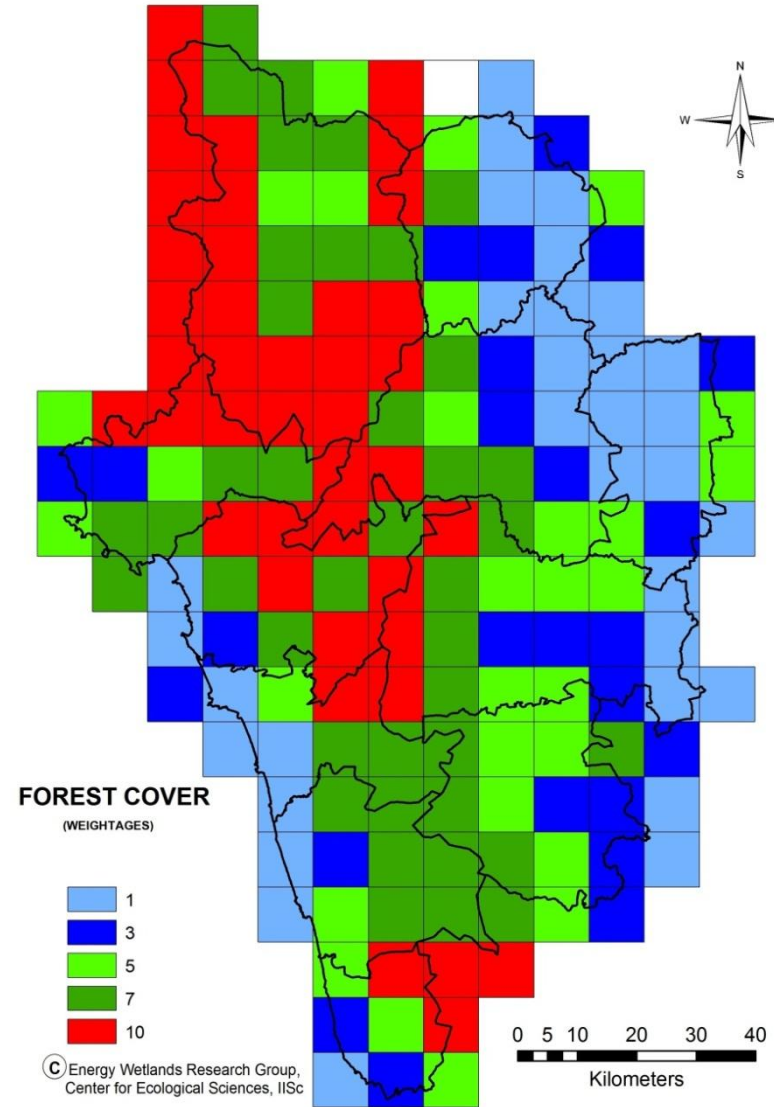 N
W
S
FOREST COVER
(WEIGHTAGES)
1
3
5
7
10
C Energy Wetlands Research Group,
Center for Ecological Sciences, IISc
0 5 10 20 30 40
Kilometers